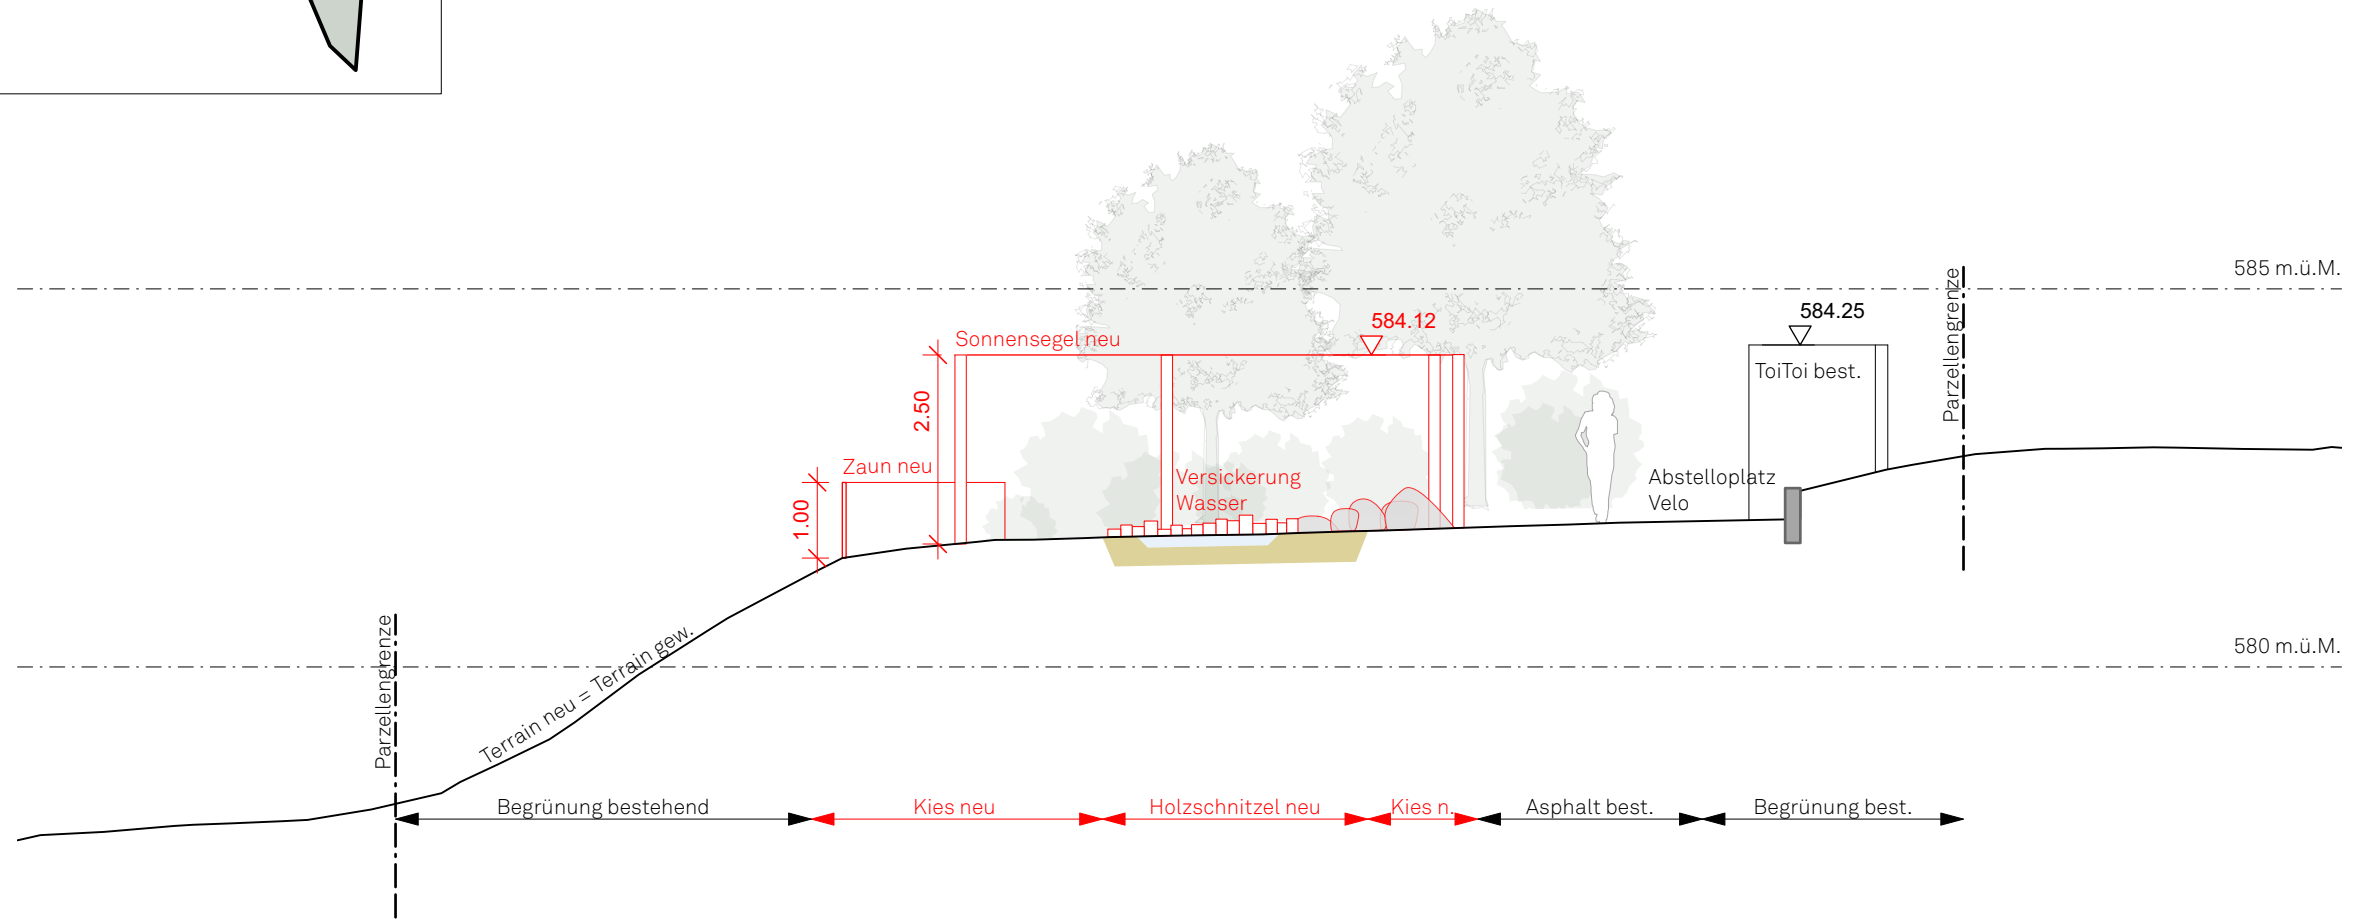 585 m.ü.M.
Parzellengrenze
584.25
584.12
Sonnensegel neu
ToiToi best.
2.50
Zaun neu
Versickerung
Wasser
Abstelloplatz
Velo
1.00
580 m.ü.M.
Parzellengrenze
Terrain neu = Terrain gew.
Begrünung bestehend
Kies neu
Holzschnitzel neu
Kies n.
Asphalt best.
Begrünung best.